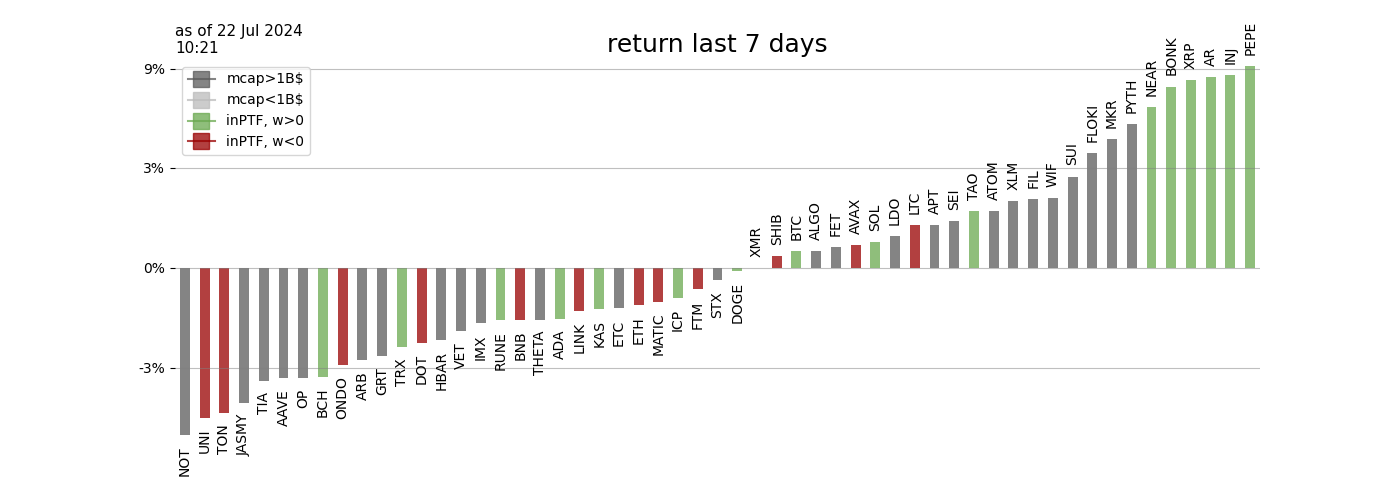 as of 22 Jul 2024
10:21
return last 7 days
mcap>1B$
mcap<1B$
inPTF, w>0
inPTF, w<0
9%
3%
0%
-3%
NOT
UNI
TON
JASMY
TIA
AAVE
OP
BCH
ONDO
ARB
GRT
TRX
DOT
HBAR
VET
IMX
RUNE
BNB
THETA
ADA
LINK
KAS
ETC
ETH
MATIC
ICP
FTM
STX
DOGE
XMR
SHIB
BTC
ALGO
FET
AVAX
SOL
LDO
LTC
APT
SEI
TAO
ATOM
XLM
FIL
WIF
SUI
FLOKI
MKR
PYTH
NEAR
BONK
XRP
AR
INJ
PEPE